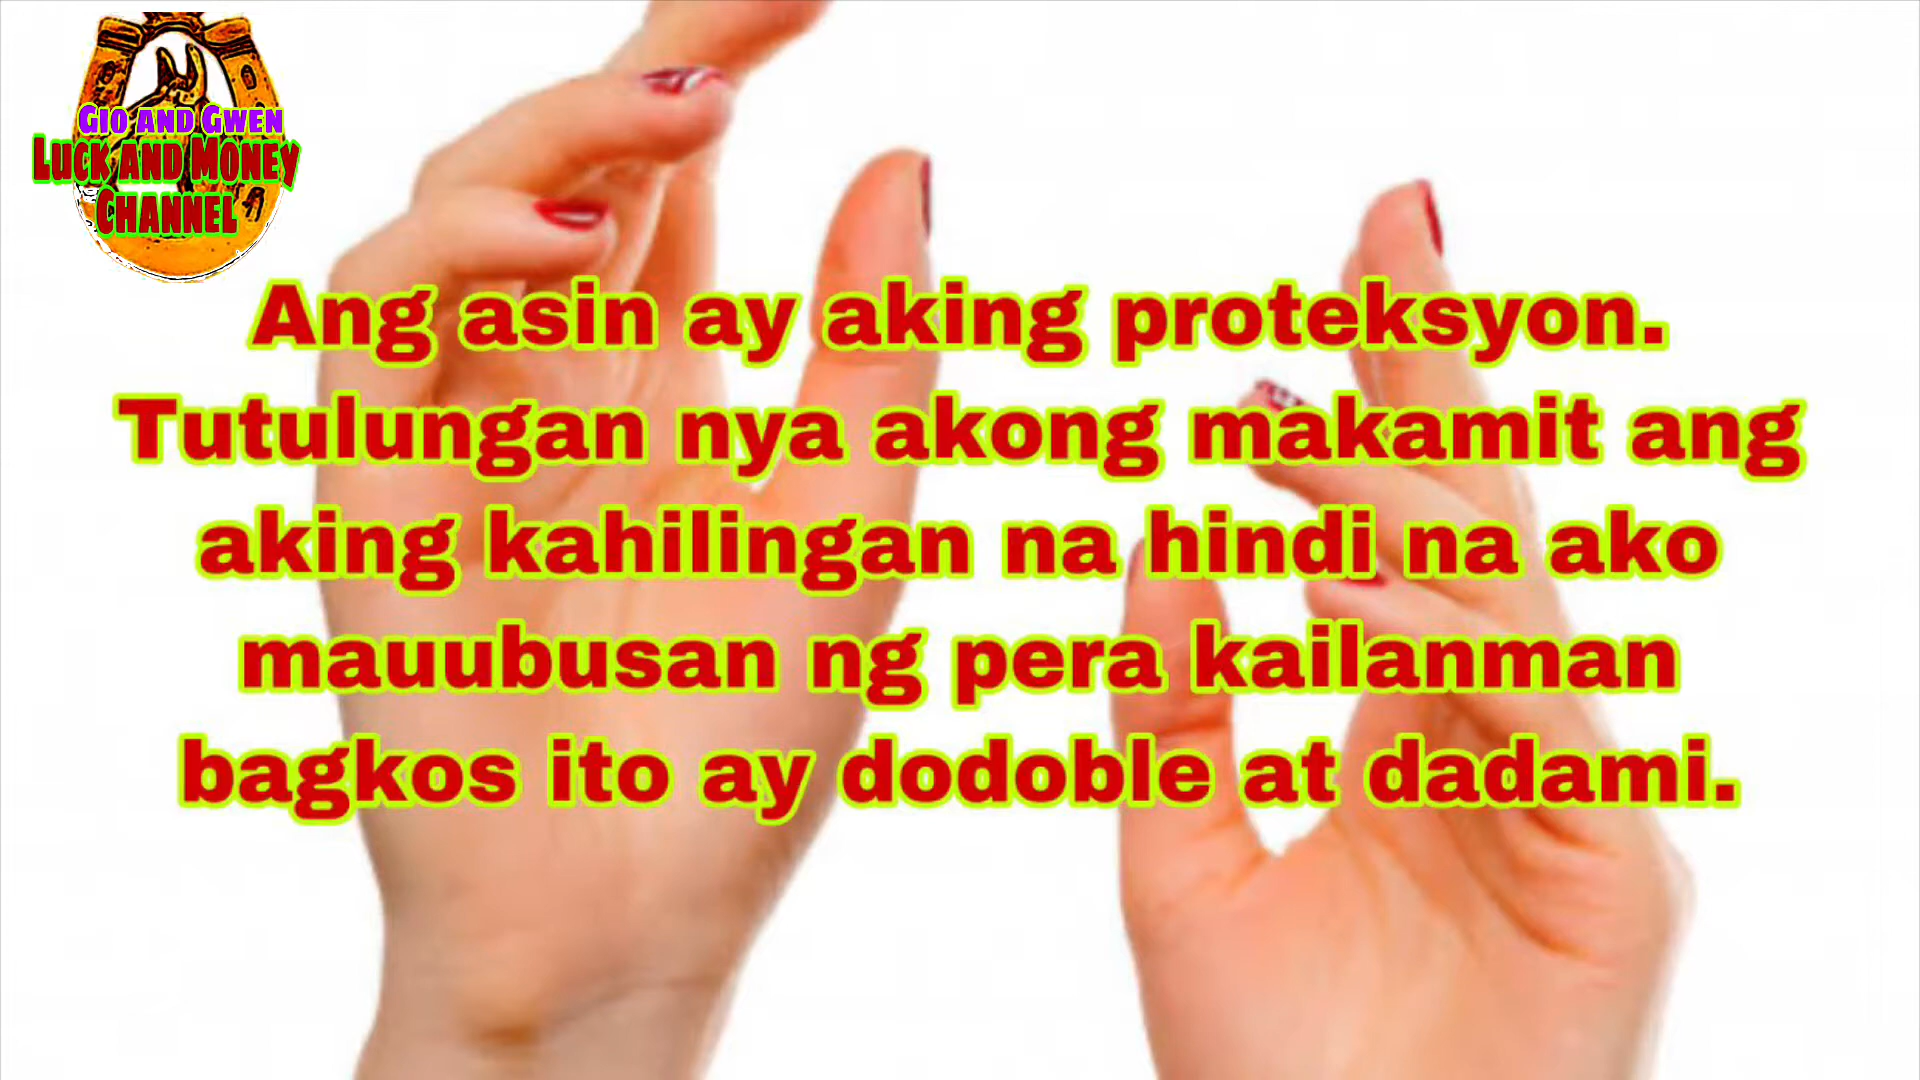 Gio and Gwen
Luck and Money
Channel
Ang asin ay aking proteksyon.
Tutulungan nya akong makamit ang
aking kahilingan na hindi na ako
mauubusan ng pera kailanman
bagkos ito ay dodoble at dadami.